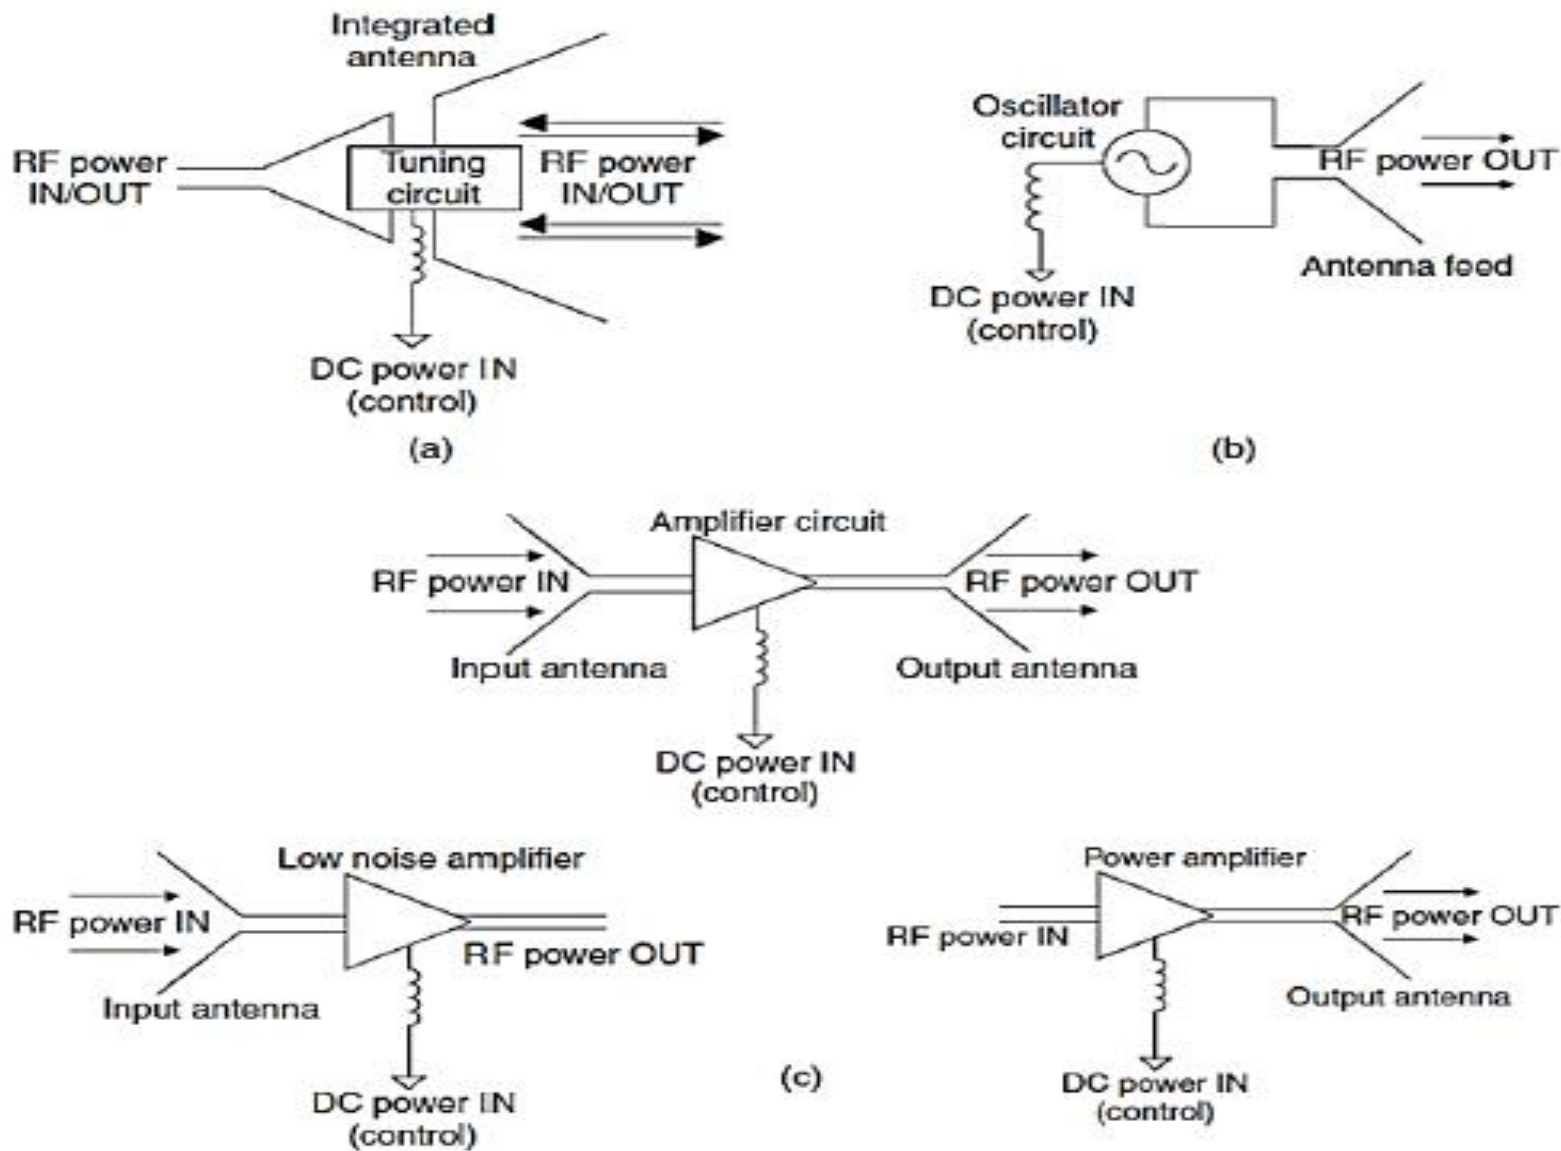 Integrated
antenna
RF power
IN/OUT
Tuning
circuit
RF power
IN/OUT
DC power IN
(control)
(a)
Oscillator
circuit
RF power OUT
Antenna feed
DC power IN
(control)
(b)
Amplifier circuit
RF power IN
RF power OUT
Input antenna
Output antenna
DC power IN
(control)
Low noise amplifier
RF power IN
RF power OUT
Input antenna
DC power IN
(control)
Power amplifier
RF power IN
RF power OUT
Output antenna
DC power IN
(control)
(c)